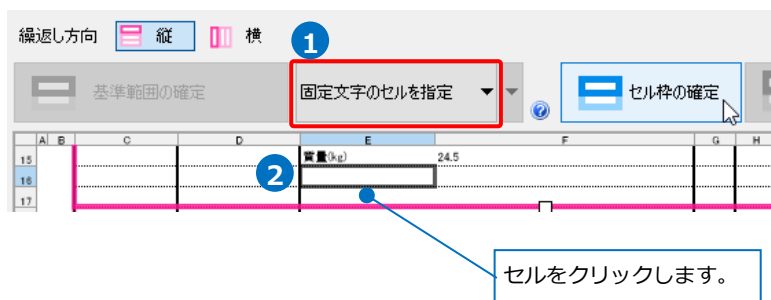 繰返し方向 縦 横
1
基準範囲の確定 固定文字のセルを指定 ? セル枠の確定
A B C D E F G H
15 質量(kg) 24.5
2
16
17
セルをクリックします。